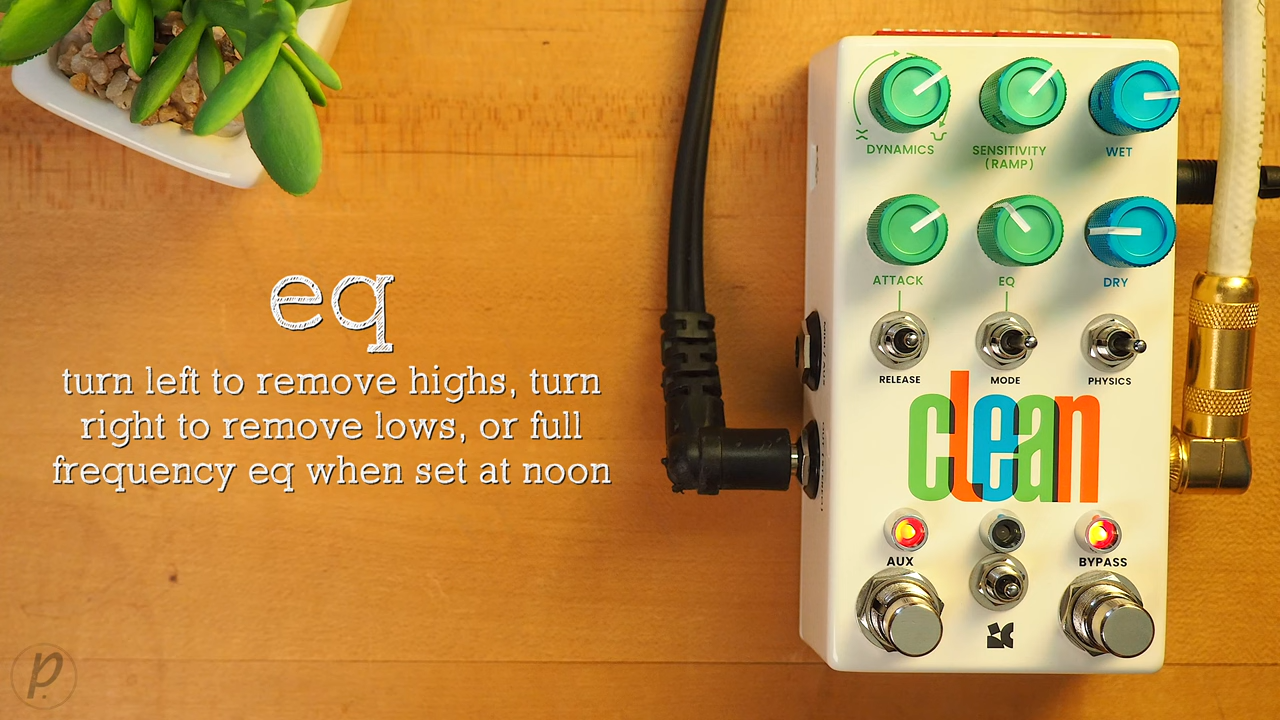 eq
turn left to remove highs, turn
right to remove lows, or full
frequency eq when set at noon
DYNAMICS
SENSITIVITY
(RAMP)
WET
ATTACK
EQ
DRY
RELEASE
MODE
PHYSICS
clean
AUX
BYPASS
p.